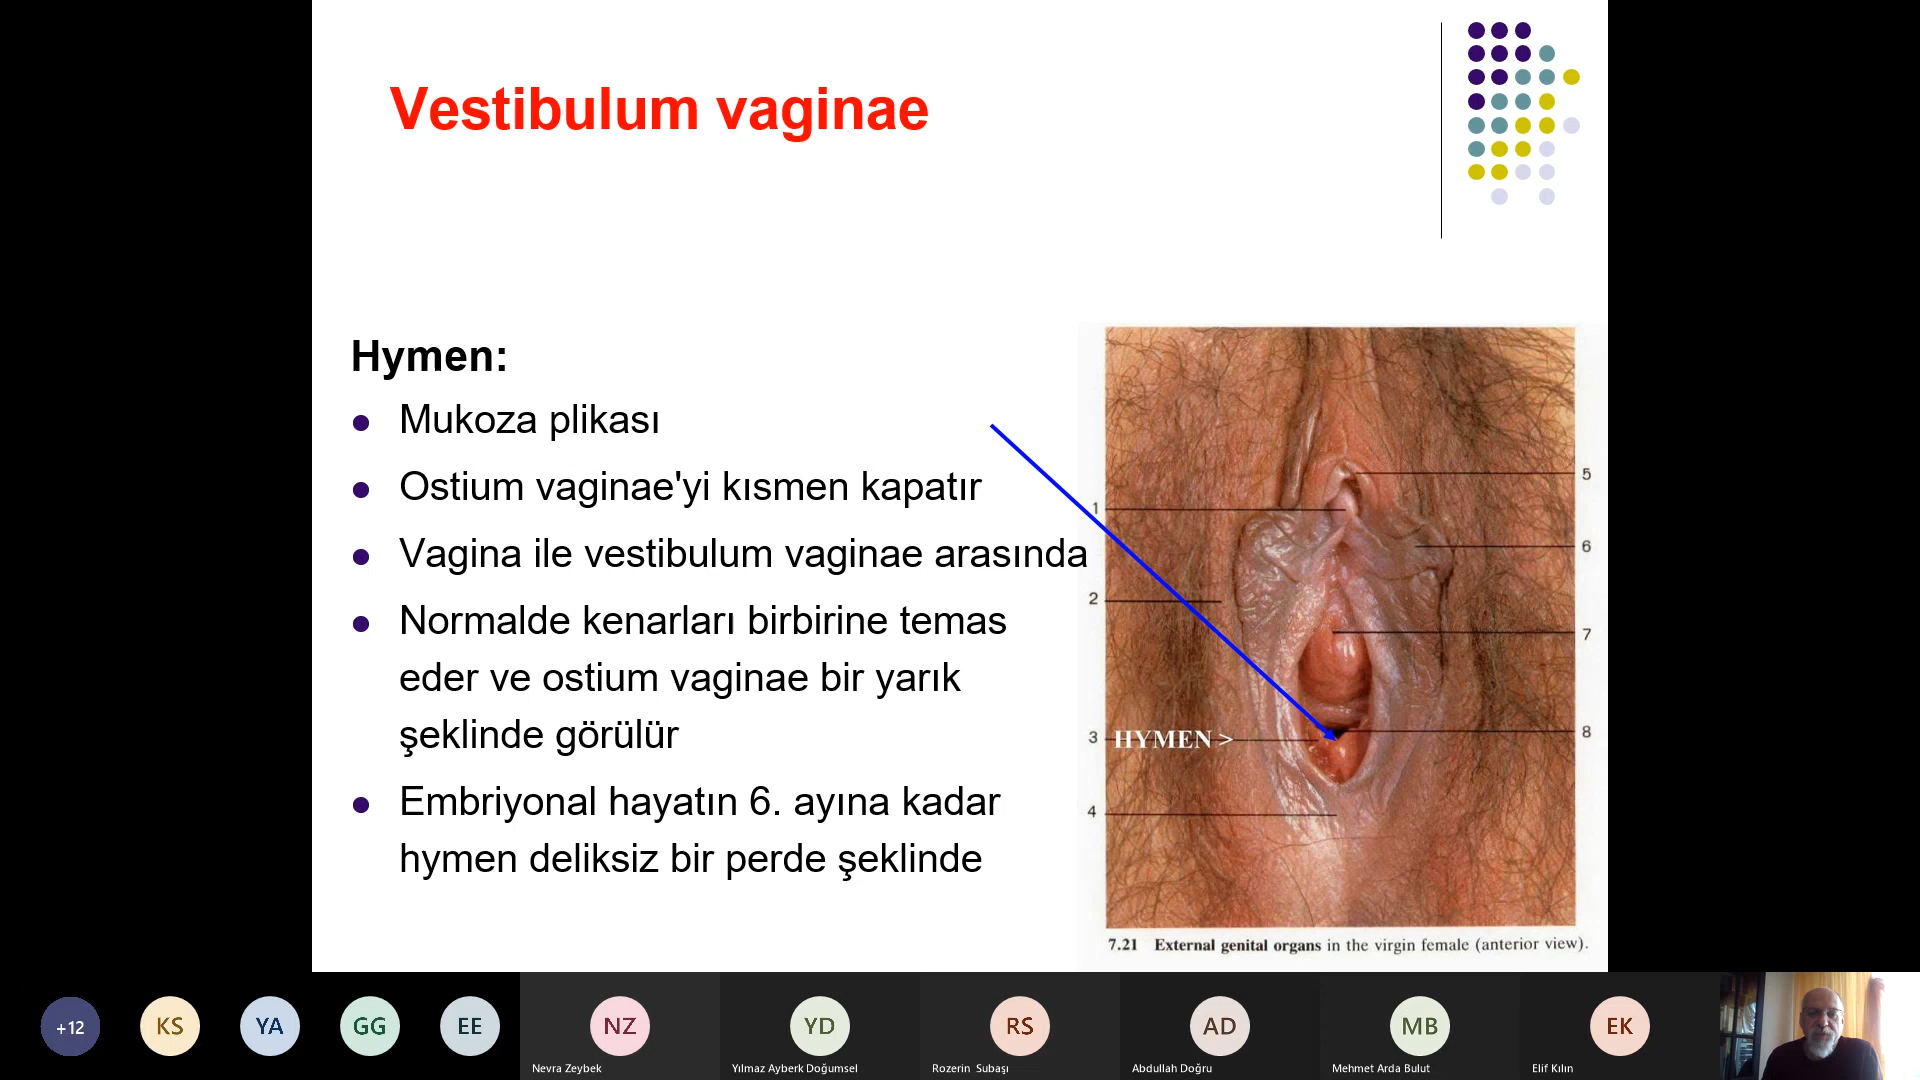 Vestibulum vaginae
Hymen:
Mukoza plikası
Ostium vaginae'yi kısmen kapatır
Vagina ile vestibulum vaginae arasında
Normalde kenarları birbirine temas
eder ve ostium vaginae bir yarık
şeklinde görülür
Embriyonal hayatın 6. ayına kadar
hymen deliksiz bir perde şeklinde
1
2
3
HYMEN >
4
5
6
7
8
7.21 External genital organs in the virgin female (anterior view).
+12
KS
YA
GG
EE
NZ
Nevra Zeybek
YD
Yılmaz Ayberk Doğumsel
RS
Rozerin Subaşı
AD
Abdullah Doğru
MB
Mehmet Arda Bulut
EK
Elif Kılın